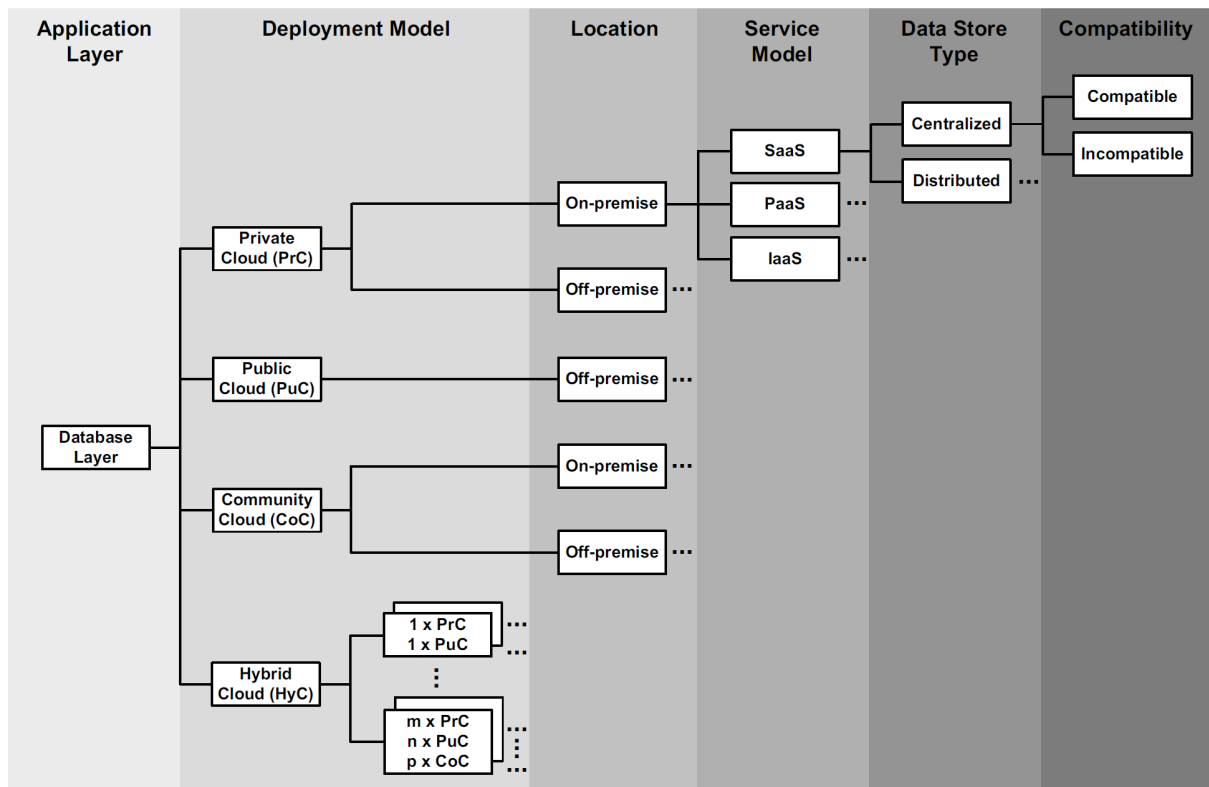 Application
Layer
Deployment Model
Location
Service
Model
Data Store
Type
Compatibility
Compatible
Centralized
SaaS
Incompatible
Distributed
...
On-premise
PaaS
...
Private
Cloud (PrC)
IaaS
...
Off-premise
...
Public
Cloud (PuC)
Off-premise
...
Database
Layer
On-premise
...
Community
Cloud (CoC)
Off-premise
...
1 x PrC
1 x PuC
...
...
...
Hybrid
Cloud (HyC)
m x PrC
n x PuC
p x CoC
...
...
...